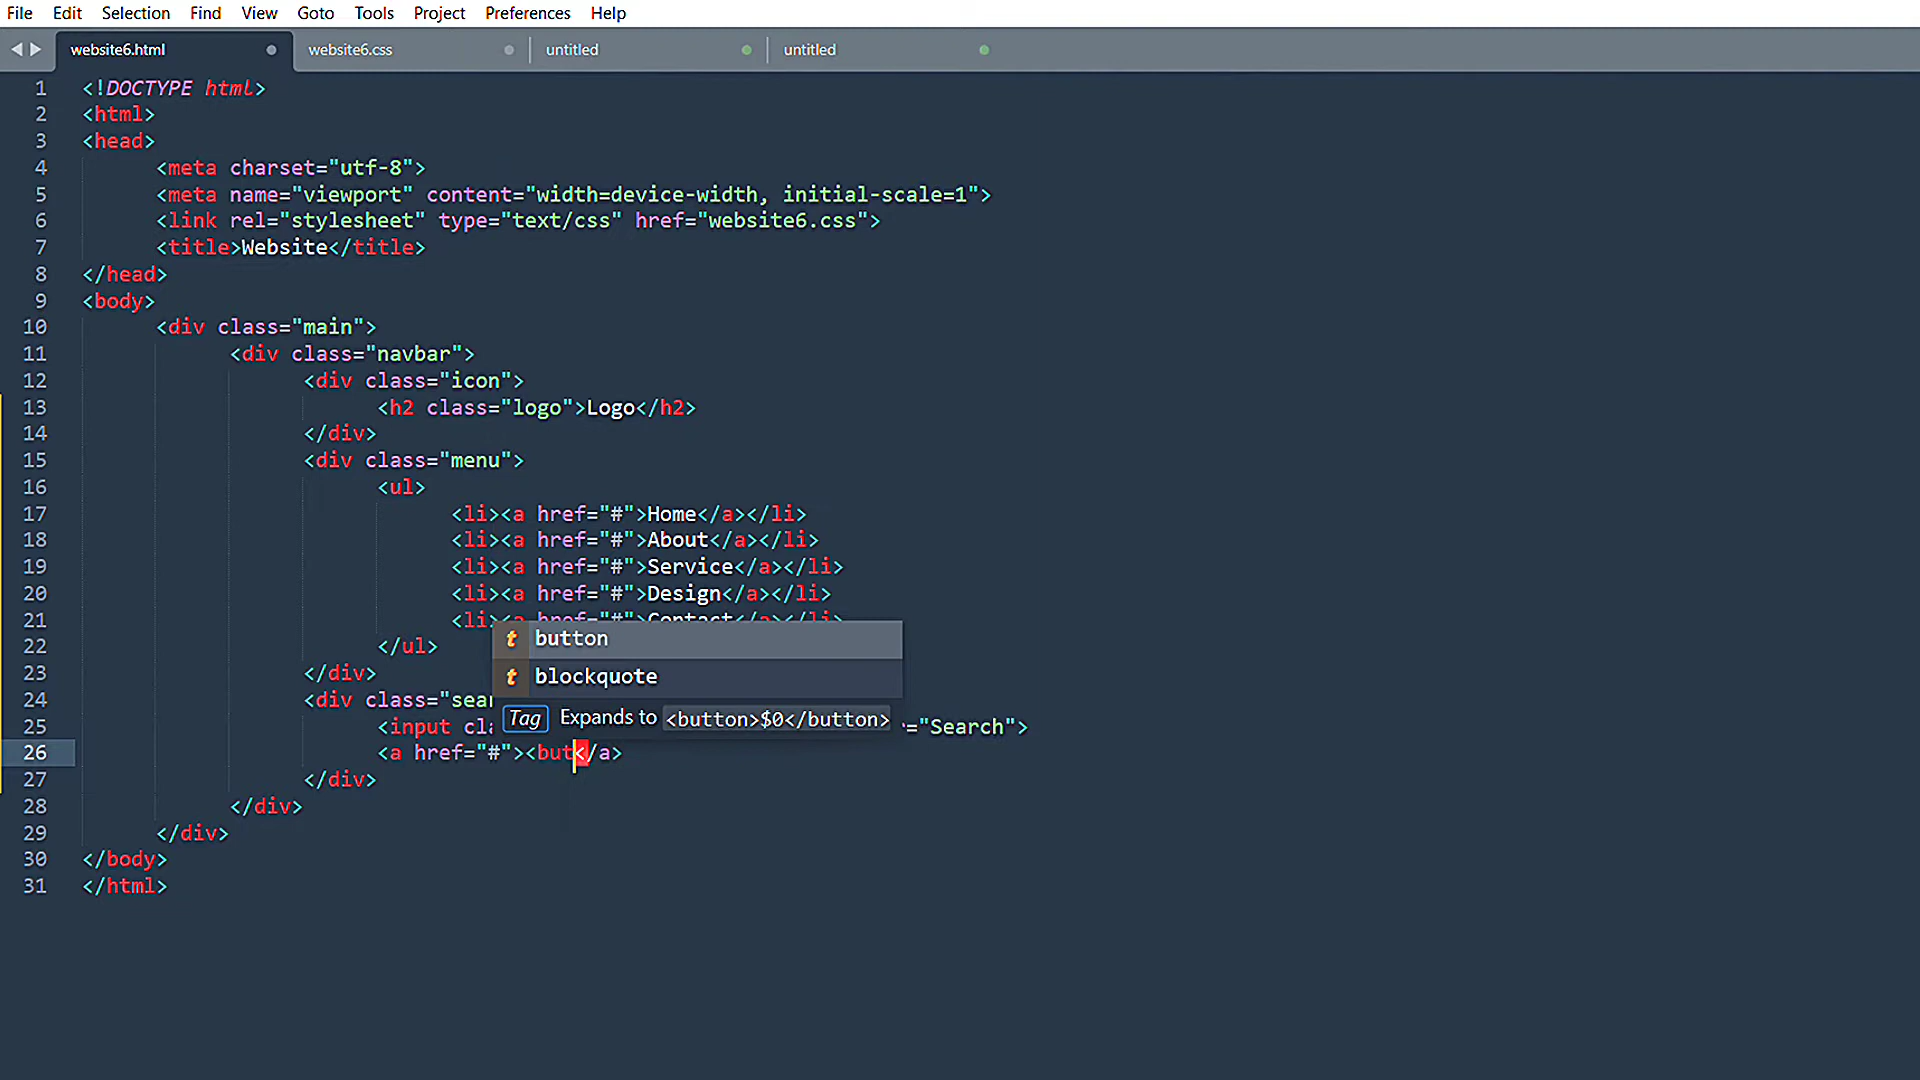 File Edit Selection Find View Goto Tools Project Preferences Help
website6.html website6.css untitled untitled
1 <!DOCTYPE html>
2 <html>
3 <head>
4 <meta charset="utf-8">
5 <meta name="viewport" content="width=device-width, initial-scale=1">
6 <link rel="stylesheet" type="text/css" href="website6.css">
7 <title>Website</title>
8 </head>
9 <body>
10 <div class="main">
11 <div class="navbar">
12 <div class="icon">
13 <h2 class="logo">Logo</h2>
14 </div>
15 <div class="menu">
16 <ul>
17 <li><a href="#">Home</a></li>
18 <li><a href="#">About</a></li>
19 <li><a href="#">Service</a></li>
20 <li><a href="#">Design</a></li>
21 <li><a href="#">Contact</a></li>
t button
22 </ul>
t blockquote
23 </div>
24 <div class="sear
Tag Expands to <button>$0</button>
25 <input cla ="Search">
26 <a href="#"><but</a>
27 </div>
28 </div>
29 </div>
30 </body>
31 </html>